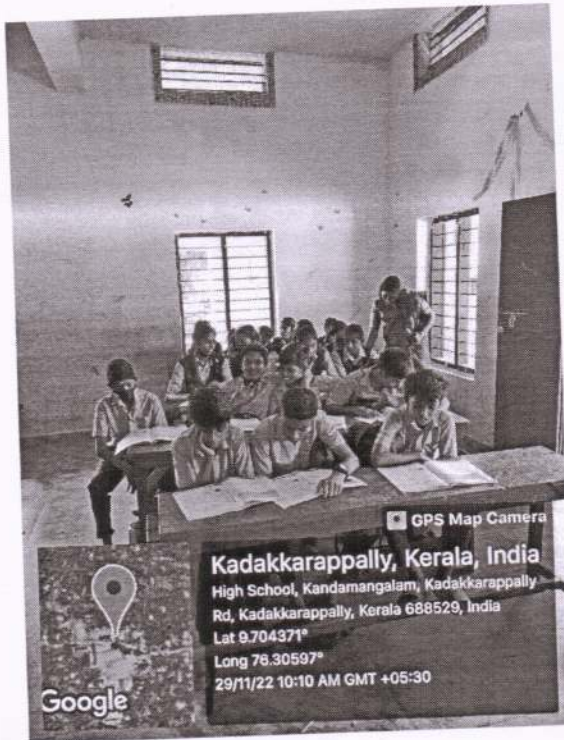 GPS Map Camera
Kadakkarappally, Kerala, India
High School, Kandamangalam, Kadakkarappally
Rd, Kadakkarappally, Kerala 688529, India
Lat 9.704371°
Long 76.30597°
29/11/22 10:10 AM GMT +05:30
Google